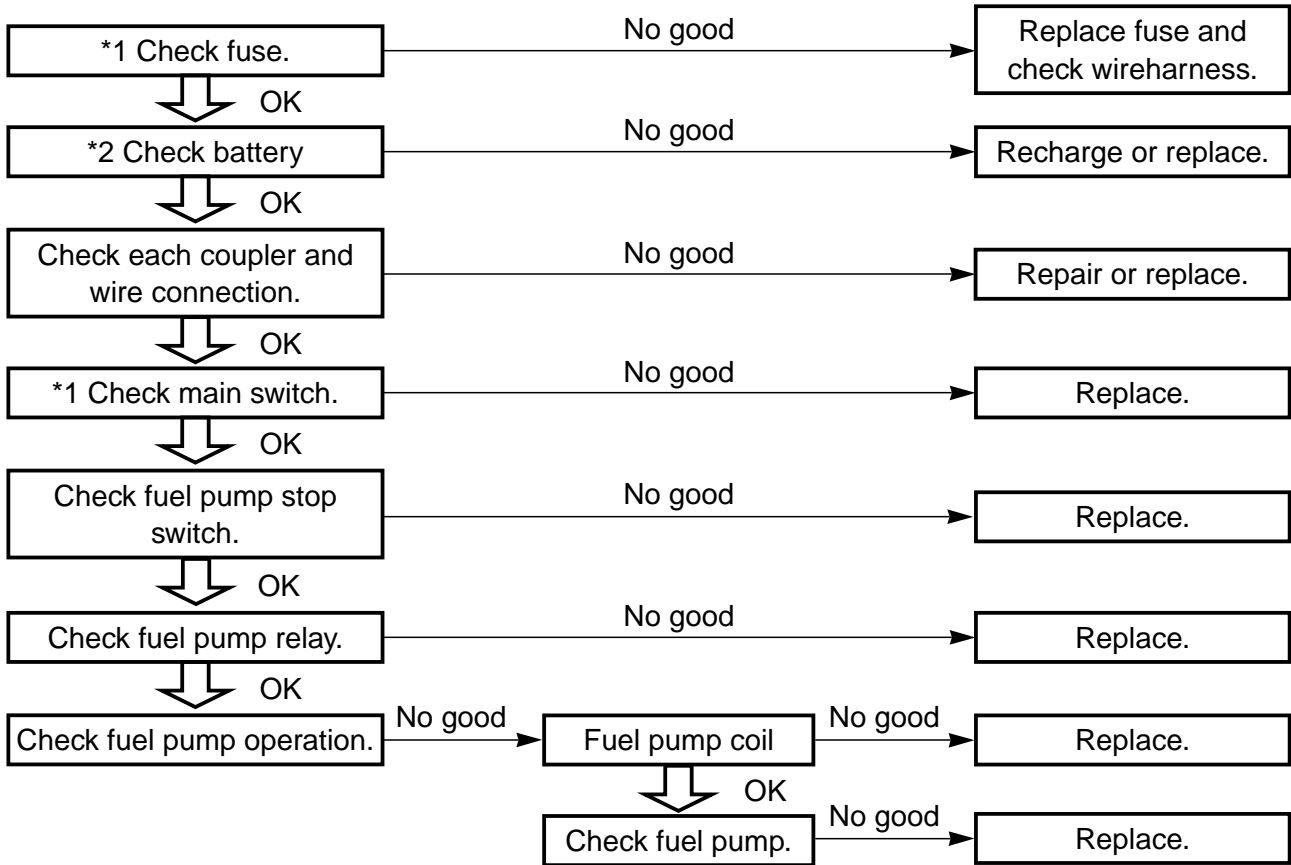 *1 Check fuse.
No good
Replace fuse and
check wireharness.
OK
*2 Check battery
No good
Recharge or replace.
OK
Check each coupler and
wire connection.
No good
Repair or replace.
OK
*1 Check main switch.
No good
Replace.
OK
Check fuel pump stop
switch.
No good
Replace.
OK
Check fuel pump relay.
No good
Replace.
OK
Check fuel pump operation.
No good
Fuel pump coil
No good
Replace.
OK
Check fuel pump.
No good
Replace.